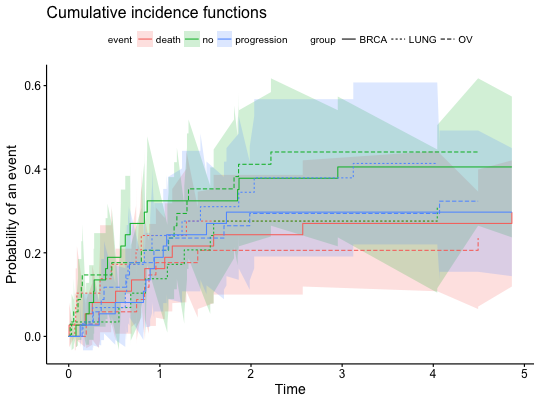 Cumulative incidence functions
event death no progression group BRCA LUNG OV
Probability of an event
0.6
0.4
0.2
0.0
0 1 2 3 4 5
Time